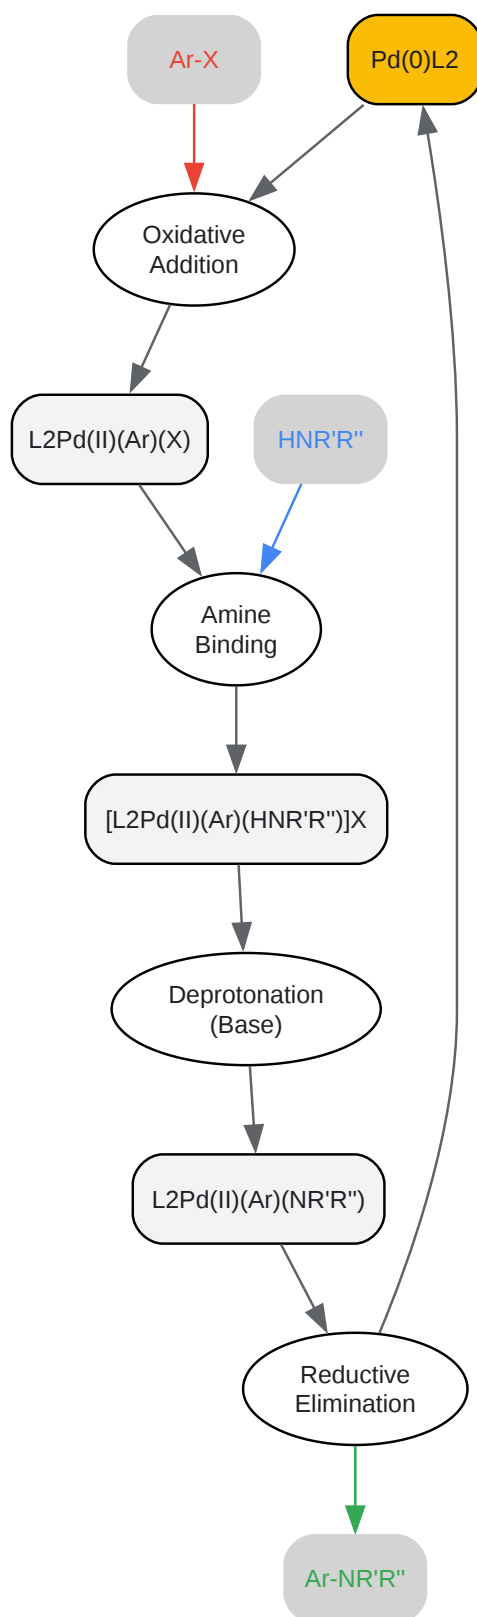 Ar-X
Pd(0)L2
Oxidative
Addition
L2Pd(II)(Ar)(X)
HNR'R''
Amine
Binding
[L2Pd(II)(Ar)(HNR'R'')]X
Deprotonation
(Base)
L2Pd(II)(Ar)(NR'R'')
Reductive
Elimination
Ar-NR'R''